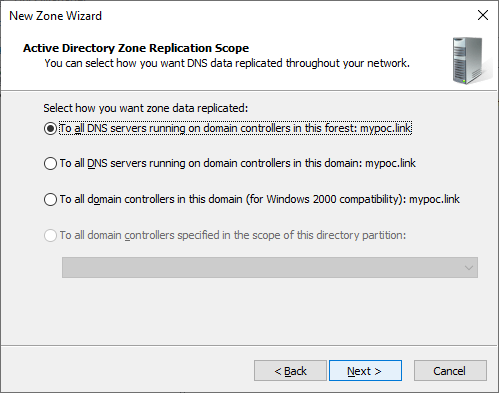 New Zone Wizard
Active Directory Zone Replication Scope
You can select how you want DNS data replicated throughout your network.
Select how you want zone data replicated:
To all DNS servers running on domain controllers in this forest: mypoc.link
To all DNS servers running on domain controllers in this domain: mypoc.link
To all domain controllers in this domain (for Windows 2000 compatibility): mypoc.link
To all domain controllers specified in the scope of this directory partition:
< Back
Next >
Cancel